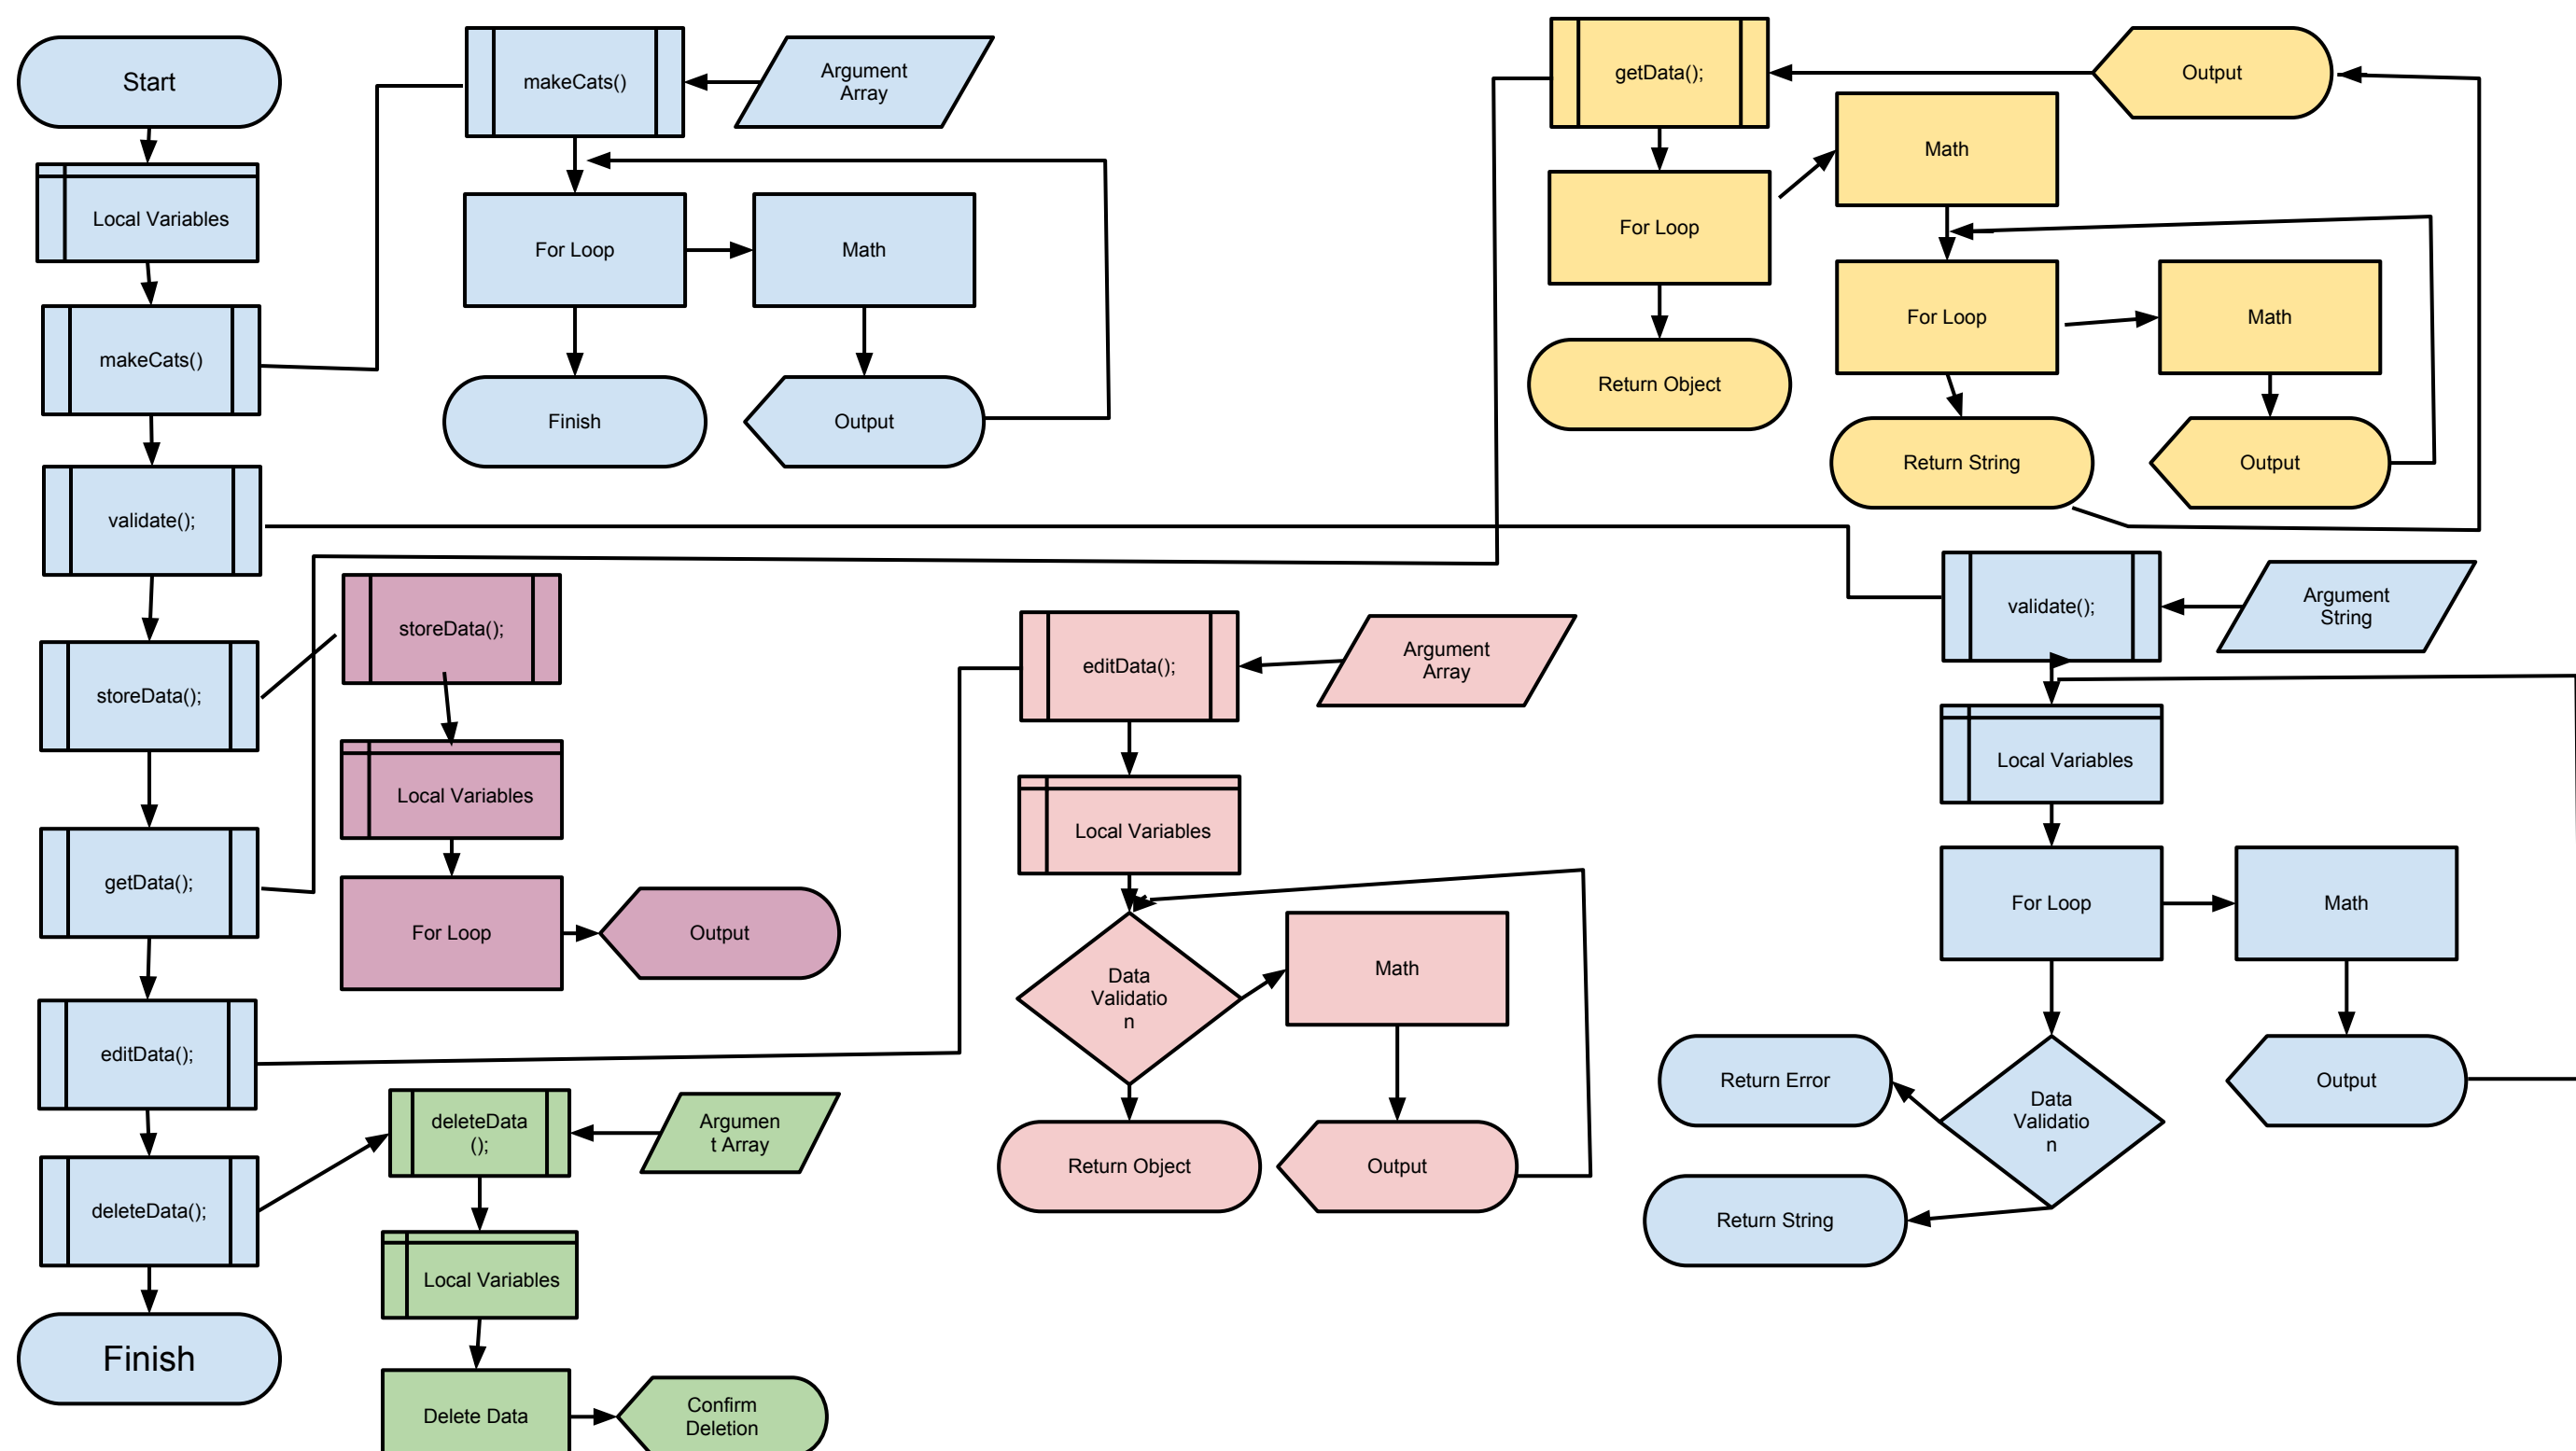 Start
Local Variables
makeCats()
validate();
storeData();
getData();
editData();
deleteData();
Finish
makeCats()
Argument
Array
For Loop
Math
Finish
Output
getData();
Output
Math
For Loop
For Loop
Math
Return Object
Return String
Output
storeData();
Local Variables
For Loop
Output
editData();
Argument
Array
Local Variables
Data
Validatio
n
Math
Return Object
Output
validate();
Argument
String
Local Variables
For Loop
Math
Return Error
Data
Validatio
n
Output
Return String
deleteData
();
Argumen
t Array
Local Variables
Delete Data
Confirm
Deletion